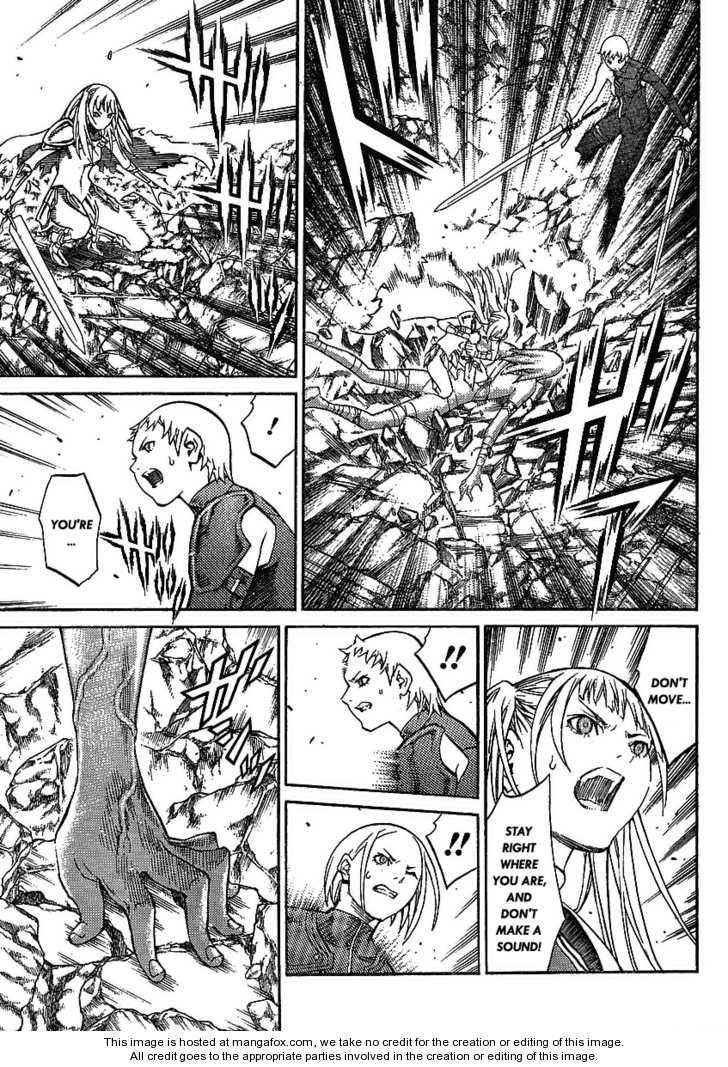 !
YOU'RE
...
DON'T
MOVE...
STAY
RIGHT
WHERE
YOU ARE,
AND
DON'T
MAKE A
SOUND!
!!
!!
This image is hosted at mangafox.com, we take no credit for the creation or editing of this image.
All credit goes to the appropriate parties involved in the creation or editing of this image.